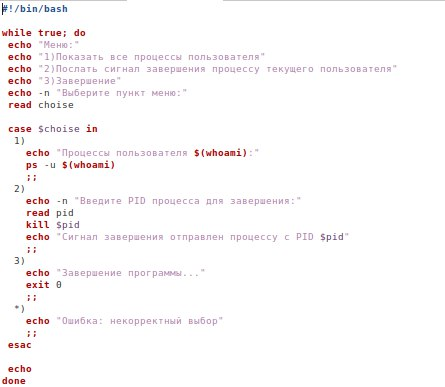 #!/bin/bash

while true; do
 echo "Меню:"
 echo "1)Показать все процессы пользователя"
 echo "2)Послать сигнал завершения процессу текущего пользователя"
 echo "3)Завершение"
 echo -n "Выберите пункт меню:"
 read choise

 case $choise in
  1)
    echo "Процессы пользователя $(whoami):"
    ps -u $(whoami)
    ;;
  2)
    echo -n "Введите PID процесса для завершения:"
    read pid
    kill $pid
    echo "Сигнал завершения отправлен процессу с PID $pid"
    ;;
  3)
    echo "Завершение программы..."
    exit 0
    ;;
  *)
    echo "Ошибка: некорректный выбор"
    ;;
 esac

 echo
done